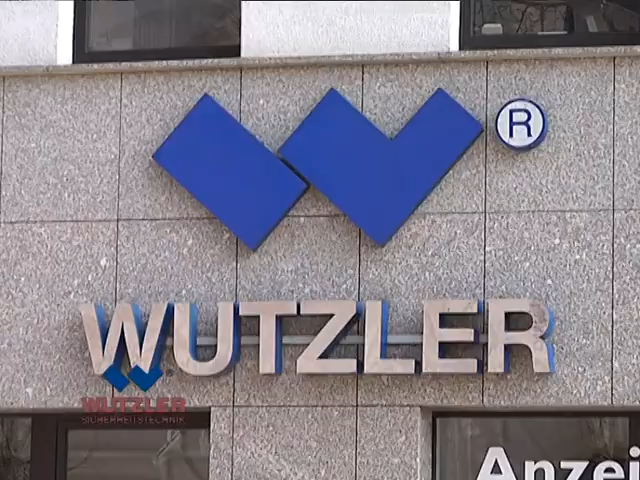 ®
WUTZLER
WUTZLER
SICHERHEITSTECHNIK
Anzei